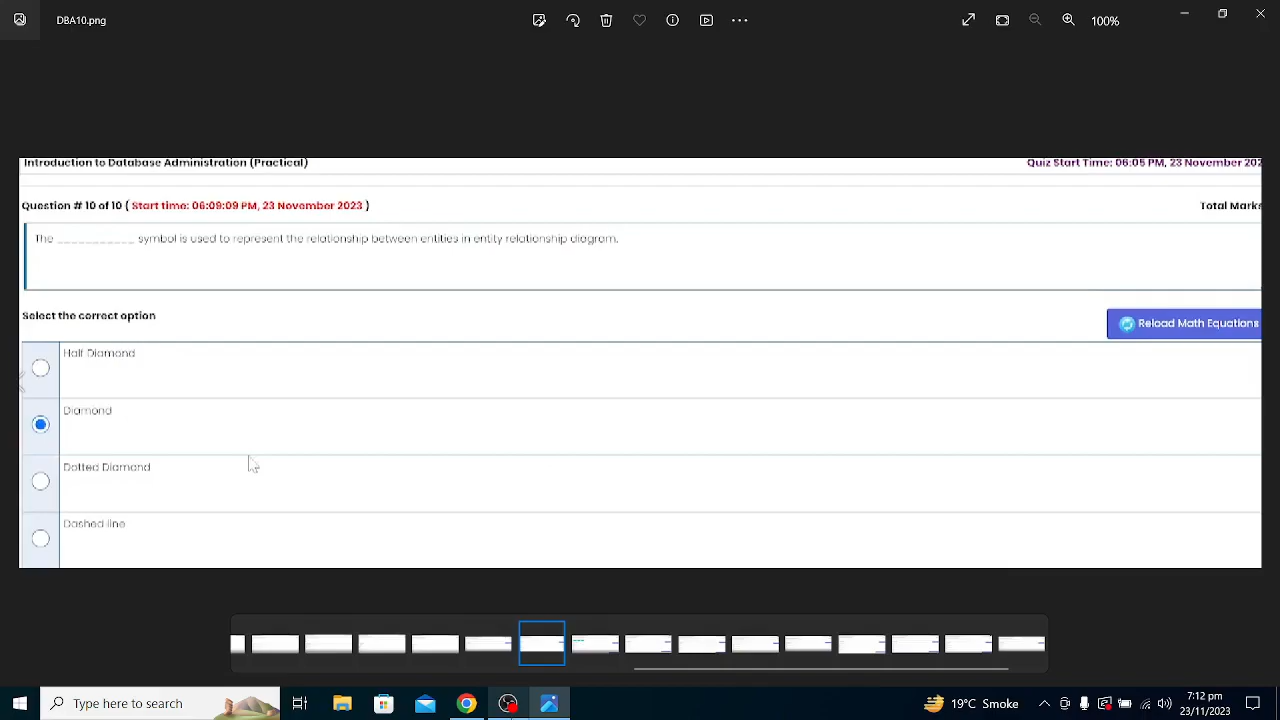 DBA10.png
100%
Introduction to Database Administration (Practical)
Quiz Start Time: 06:05 PM, 23 November 202
Question # 10 of 10 ( Start time: 06:09:09 PM, 23 November 2023 )
Total Marks
The ___________ symbol is used to represent the relationship between entities in entity relationship diagram.
Select the correct option
Reload Math Equations
Half Diamond
Diamond
Dotted Diamond
Dashed line
Type here to search
19°C Smoke
7:12 pm
23/11/2023